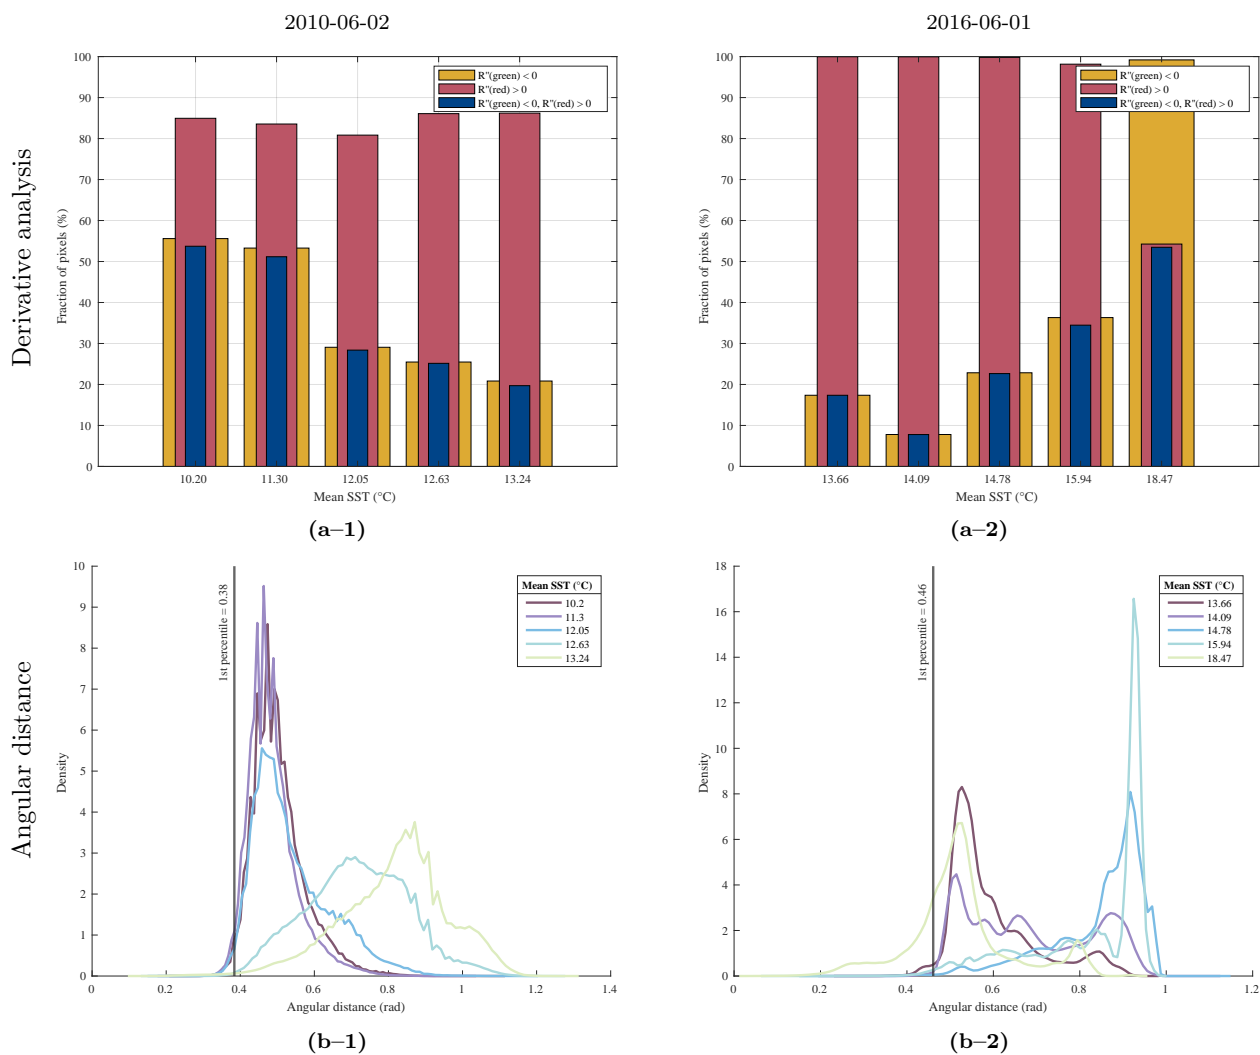 2010-06-02
2016-06-01
Derivative analysis
100
90
80
70
60
50
40
30
20
10
0
Fraction of pixels (%)
R"(green) < 0
R"(red) > 0
R"(green) < 0, R"(red) > 0
10.20 11.30 12.05 12.63 13.24
Mean SST (°C)
(a–1)
100
90
80
70
60
50
40
30
20
10
0
Fraction of pixels (%)
R"(green) < 0
R"(red) > 0
R"(green) < 0, R"(red) > 0
13.66 14.09 14.78 15.94 18.47
Mean SST (°C)
(a–2)
Angular distance
10
9
8
7
6
5
4
3
2
1
0
Density
1st percentile = 0.38
Mean SST (°C)
10.2
11.3
12.05
12.63
13.24
0 0.2 0.4 0.6 0.8 1 1.2 1.4
Angular distance (rad)
(b–1)
18
16
14
12
10
8
6
4
2
0
Density
1st percentile = 0.46
Mean SST (°C)
13.66
14.09
14.78
15.94
18.47
0 0.2 0.4 0.6 0.8 1 1.2
Angular distance (rad)
(b–2)